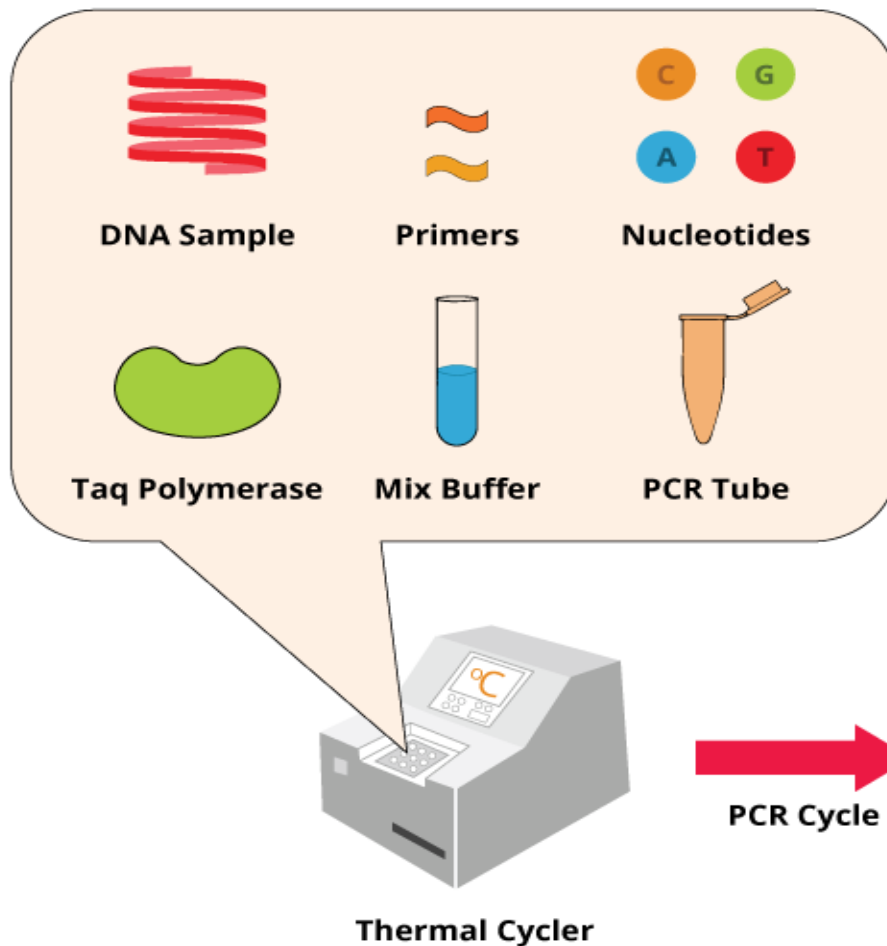 C G
A T
DNA Sample Primers Nucleotides
Taq Polymerase Mix Buffer PCR Tube
°C
PCR Cycle
Thermal Cycler